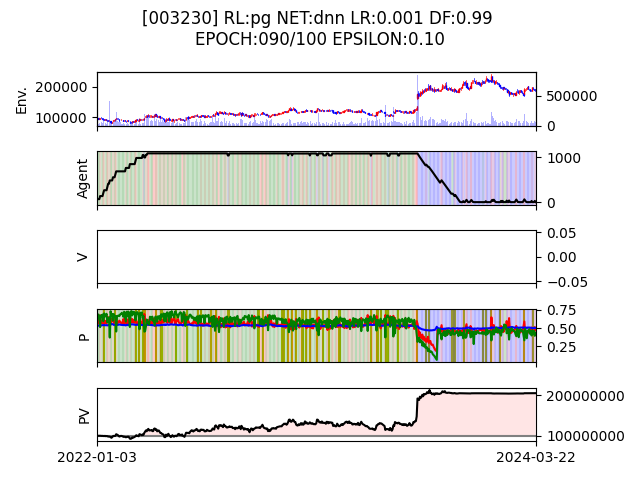 [003230] RL:pg NET:dnn LR:0.001 DF:0.99
EPOCH:090/100 EPSILON:0.10
Env.
200000
100000
500000
0
Agent
1000
0
V
0.05
0.00
−0.05
P
0.75
0.50
0.25
PV
200000000
100000000
2022-01-03
2024-03-22